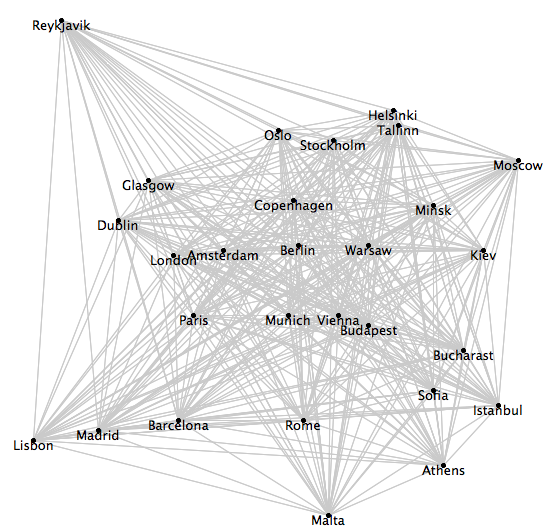 Reykjavik
Helsinki
Tallinn
Oslo
Stockholm
Moscow
Glasgow
Copenhagen
Minsk
Dublin
London
Amsterdam
Berlin
Warsaw
Kiev
Paris
Munich
Vienna
Budapest
Bucharast
Sofia
Istanbul
Lisbon
Madrid
Barcelona
Rome
Athens
Malta